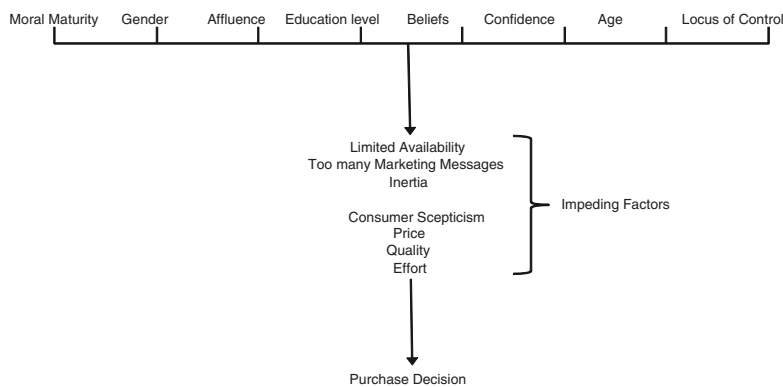 Moral Maturity Gender Affluence Education level Beliefs Confidence Age Locus of Control
Limited Availability
Too many Marketing Messages
Inertia
Consumer Scepticism
Price
Quality
Effort
Impeding Factors
Purchase Decision